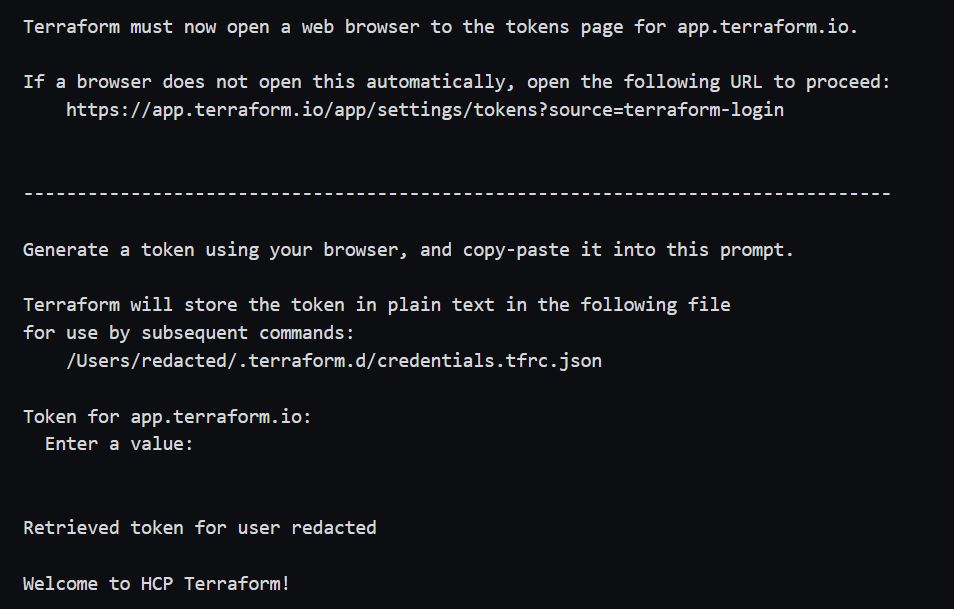 Terraform must now open a web browser to the tokens page for app.terraform.io.
If a browser does not open this automatically, open the following URL to proceed:
https://app.terraform.io/app/settings/tokens?source=terraform-login
---------------------------------------------------------------------------------
Generate a token using your browser, and copy-paste it into this prompt.
Terraform will store the token in plain text in the following file
for use by subsequent commands:
/Users/redacted/.terraform.d/credentials.tfrc.json
Token for app.terraform.io:
Enter a value:
Retrieved token for user redacted
Welcome to HCP Terraform!